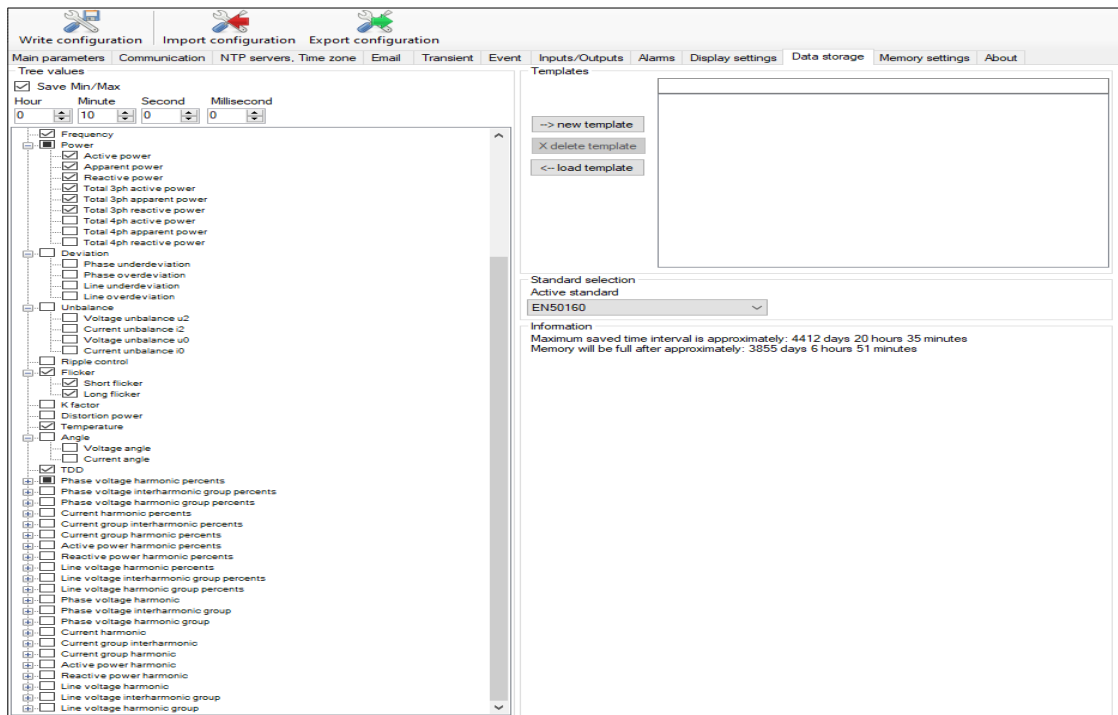 Write configuration Import configuration Export configuration
Main parameters Communication NTP servers, Time zone Email Transient Event Inputs/Outputs Alarms Display settings Data storage Memory settings About
Tree values
Save Min/Max
Hour Minute Second Millisecond
0 10 0 0
Frequency
Power
Active power
Apparent power
Reactive power
Total 3ph active power
Total 3ph apparent power
Total 3ph reactive power
Total 4ph active power
Total 4ph apparent power
Total 4ph reactive power
Deviation
Phase underdeviation
Phase overdeviation
Line underdeviation
Line overdeviation
Unbalance
Voltage unbalance u2
Current unbalance i2
Voltage unbalance u0
Current unbalance i0
Ripple control
Flicker
Short flicker
Long flicker
K factor
Distortion power
Temperature
Angle
Voltage angle
Current angle
TDD
Phase voltage harmonic percents
Phase voltage interharmonic group percents
Phase voltage harmonic group percents
Current harmonic percents
Current group interharmonic percents
Current group harmonic percents
Active power harmonic percents
Reactive power harmonic percents
Line voltage harmonic percents
Line voltage interharmonic group percents
Line voltage harmonic group percents
Phase voltage harmonic
Phase voltage interharmonic group
Phase voltage harmonic group
Current harmonic
Current group interharmonic
Current group harmonic
Active power harmonic
Reactive power harmonic
Line voltage harmonic
Line voltage interharmonic group
Line voltage harmonic group
Templates
--> new template
X delete template
<-- load template
Standard selection
Active standard
EN50160
Information
Maximum saved time interval is approximately: 4412 days 20 hours 35 minutes
Memory will be full after approximately: 3855 days 6 hours 51 minutes